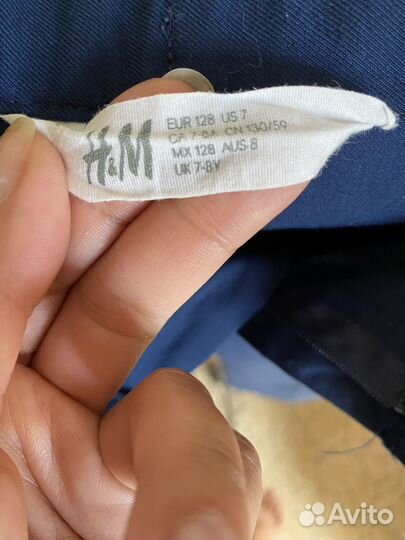 H&M
EUR 128 US 7
CA 7-8A CN 130/59
MX 128 AUS 8
UK 7-8Y
Avito